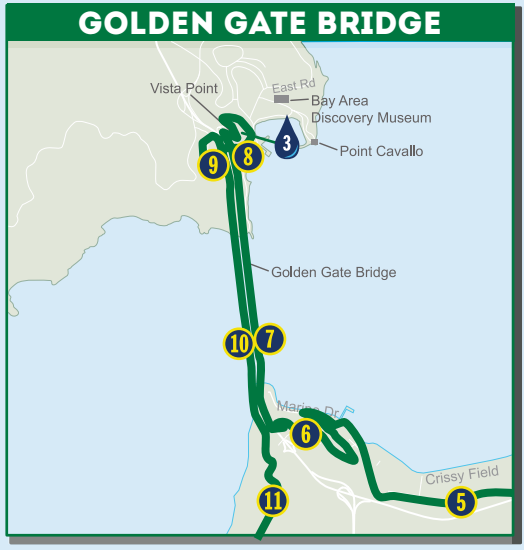 GOLDEN GATE BRIDGE
Vista Point
East Rd
Bay Area
Discovery Museum
3
Point Cavallo
9
8
Golden Gate Bridge
10
7
Marine Dr
6
Crissy Field
5
11